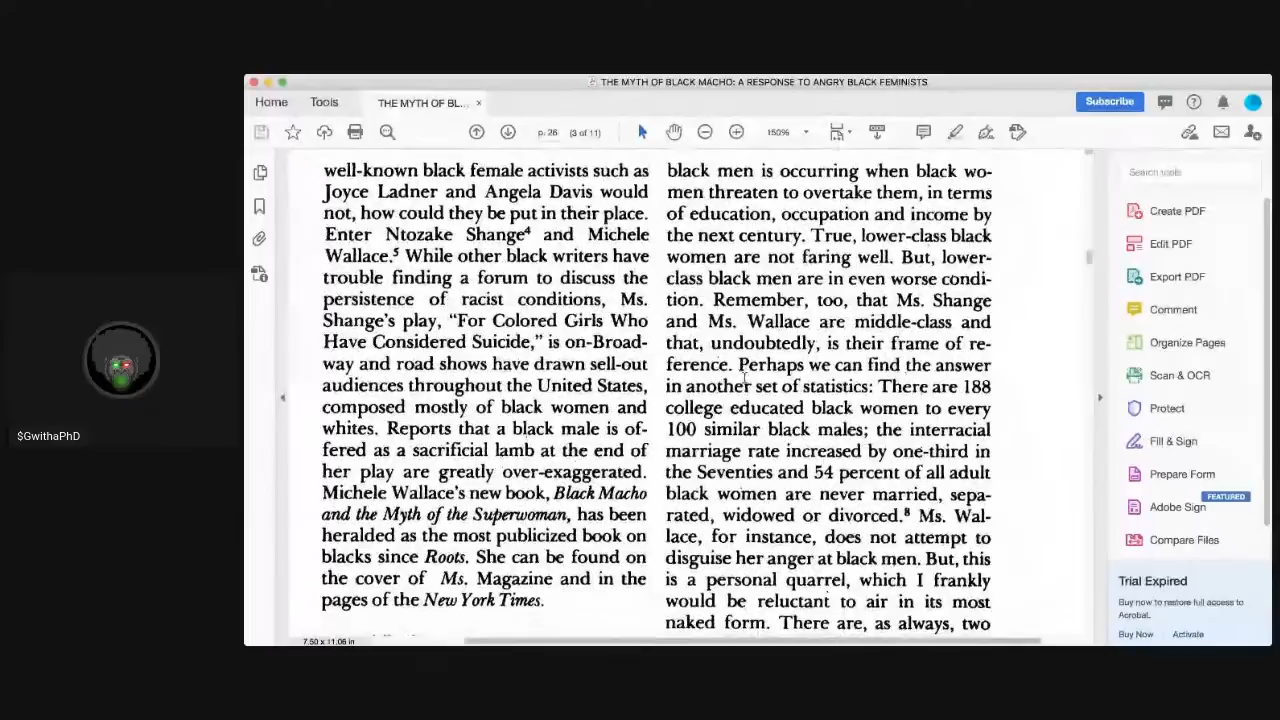 THE MYTH OF BLACK MACHO: A RESPONSE TO ANGRY BLACK FEMINISTS
Home Tools THE MYTH OF BL... × Subscribe
p. 26 (3 of 11) 150%
well-known black female activists such as
Joyce Ladner and Angela Davis would
not, how could they be put in their place.
Enter Ntozake Shange⁴ and Michele
Wallace.⁵ While other black writers have
trouble finding a forum to discuss the
persistence of racist conditions, Ms.
Shange's play, "For Colored Girls Who
Have Considered Suicide," is on-Broad-
way and road shows have drawn sell-out
audiences throughout the United States,
composed mostly of black women and
whites. Reports that a black male is of-
fered as a sacrificial lamb at the end of
her play are greatly over-exaggerated.
Michele Wallace's new book, Black Macho
and the Myth of the Superwoman, has been
heralded as the most publicized book on
blacks since Roots. She can be found on
the cover of Ms. Magazine and in the
pages of the New York Times.
black men is occurring when black wo-
men threaten to overtake them, in terms
of education, occupation and income by
the next century. True, lower-class black
women are not faring well. But, lower-
class black men are in even worse condi-
tion. Remember, too, that Ms. Shange
and Ms. Wallace are middle-class and
that, undoubtedly, is their frame of re-
ference. Perhaps we can find the answer
in another set of statistics: There are 188
college educated black women to every
100 similar black males; the interracial
marriage rate increased by one-third in
the Seventies and 54 percent of all adult
black women are never married, sepa-
rated, widowed or divorced.⁸ Ms. Wal-
lace, for instance, does not attempt to
disguise her anger at black men. But, this
is a personal quarrel, which I frankly
would be reluctant to air in its most
naked form. There are, as always, two
7.50 x 11.06 in
Search tools
Create PDF
Edit PDF
Export PDF
Comment
Organize Pages
Scan & OCR
Protect
Fill & Sign
Prepare Form
FEATURED
Adobe Sign
Compare Files
Trial Expired
Buy now to restore full access to
Acrobat.
Buy Now Activate
$GwithaPhD